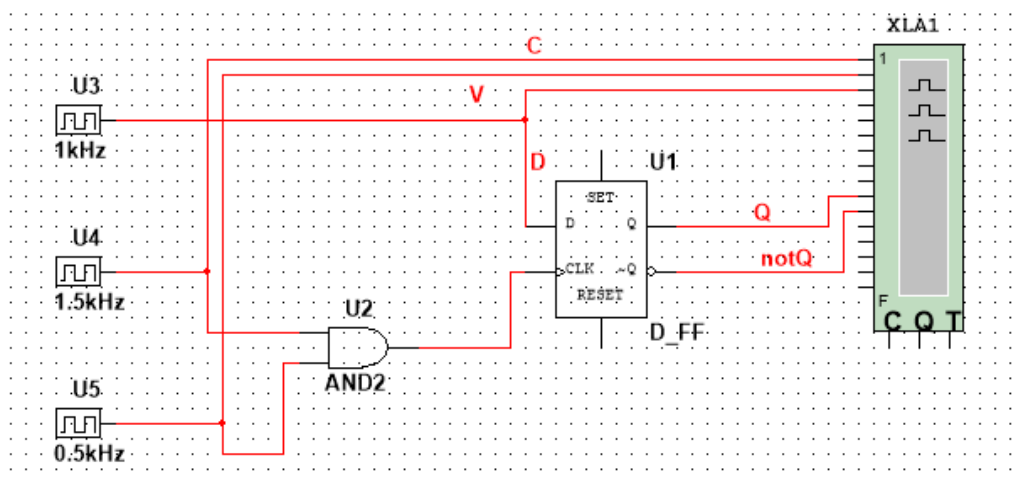 XLA1
C
1
U3
V
1kHz
D
U1
SET
D Q
Q
U4
notQ
CLK ~Q
1.5kHz
RESET
F
U2
C Q T
D_FF
AND2
U5
0.5kHz